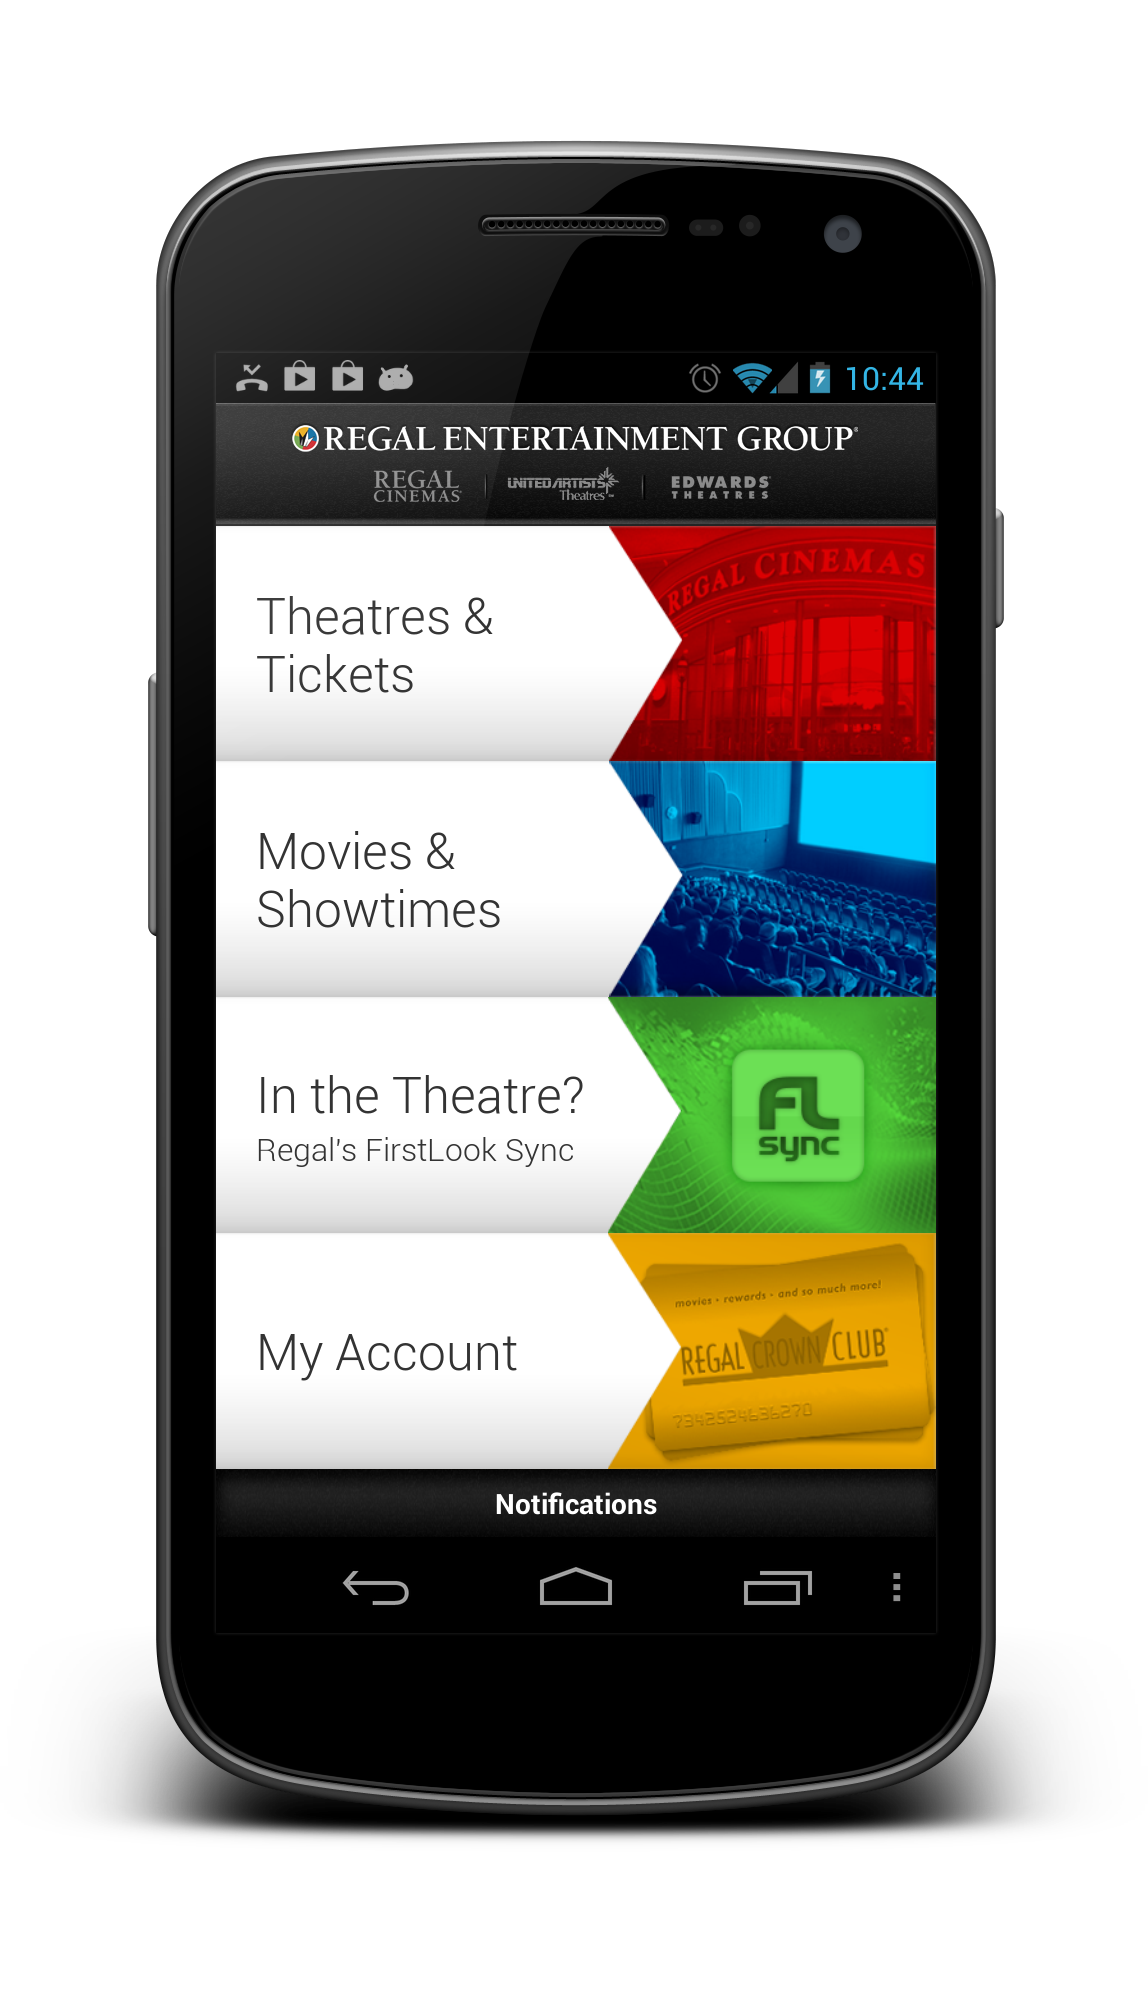 10:44
REGAL ENTERTAINMENT GROUP®
REGAL CINEMAS
UNITED ARTISTS Theatres
EDWARDS THEATRES
Theatres &
Tickets
REGAL CINEMAS
Movies &
Showtimes
In the Theatre?
Regal's FirstLook Sync
FL
sync
My Account
movies · rewards · and so much more!
REGAL CROWN CLUB
7342524636270
Notifications